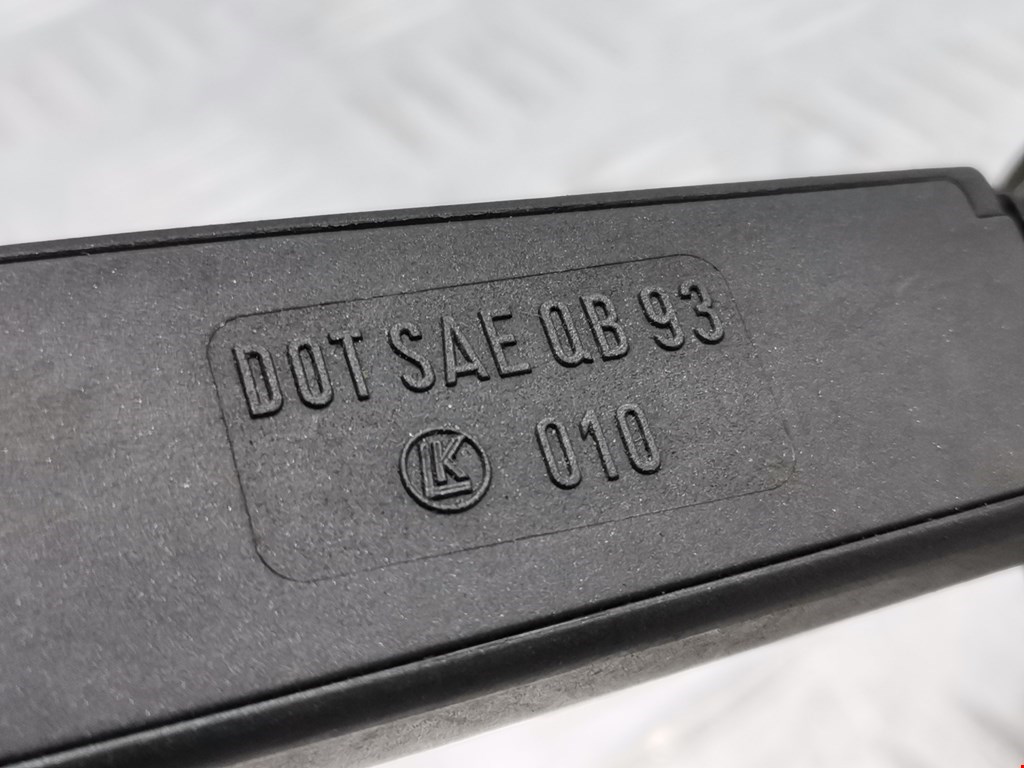 DOT SAE QB 93
LK 010